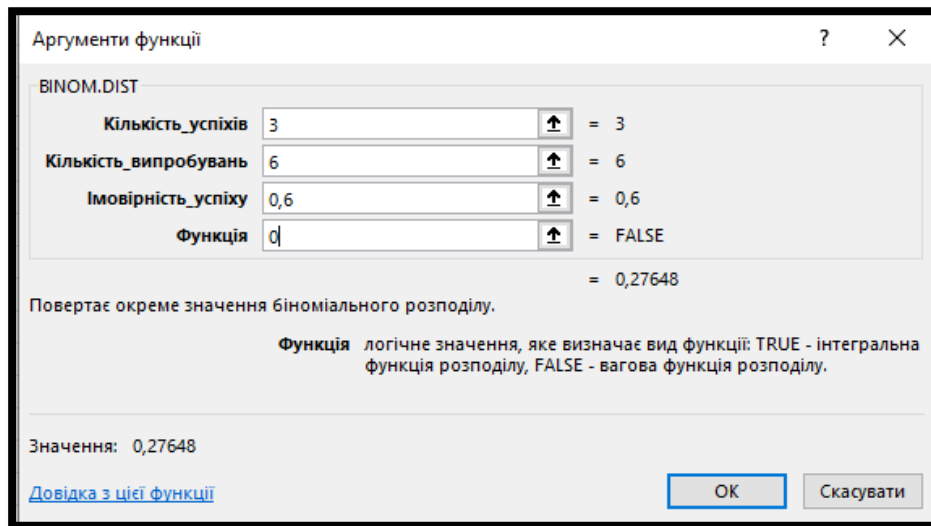 Аргументи функції ?
BINOM.DIST
Кількість_успіхів 3 = 3
Кількість_випробувань 6 = 6
Імовірність_успіху 0,6 = 0,6
Функція 0 = FALSE
= 0,27648
Повертає окреме значення біноміального розподілу.
Функція логічне значення, яке визначає вид функції: TRUE - інтегральна
функція розподілу, FALSE - вагова функція розподілу.
Значення: 0,27648
Довідка з цієї функції ОК Скасувати